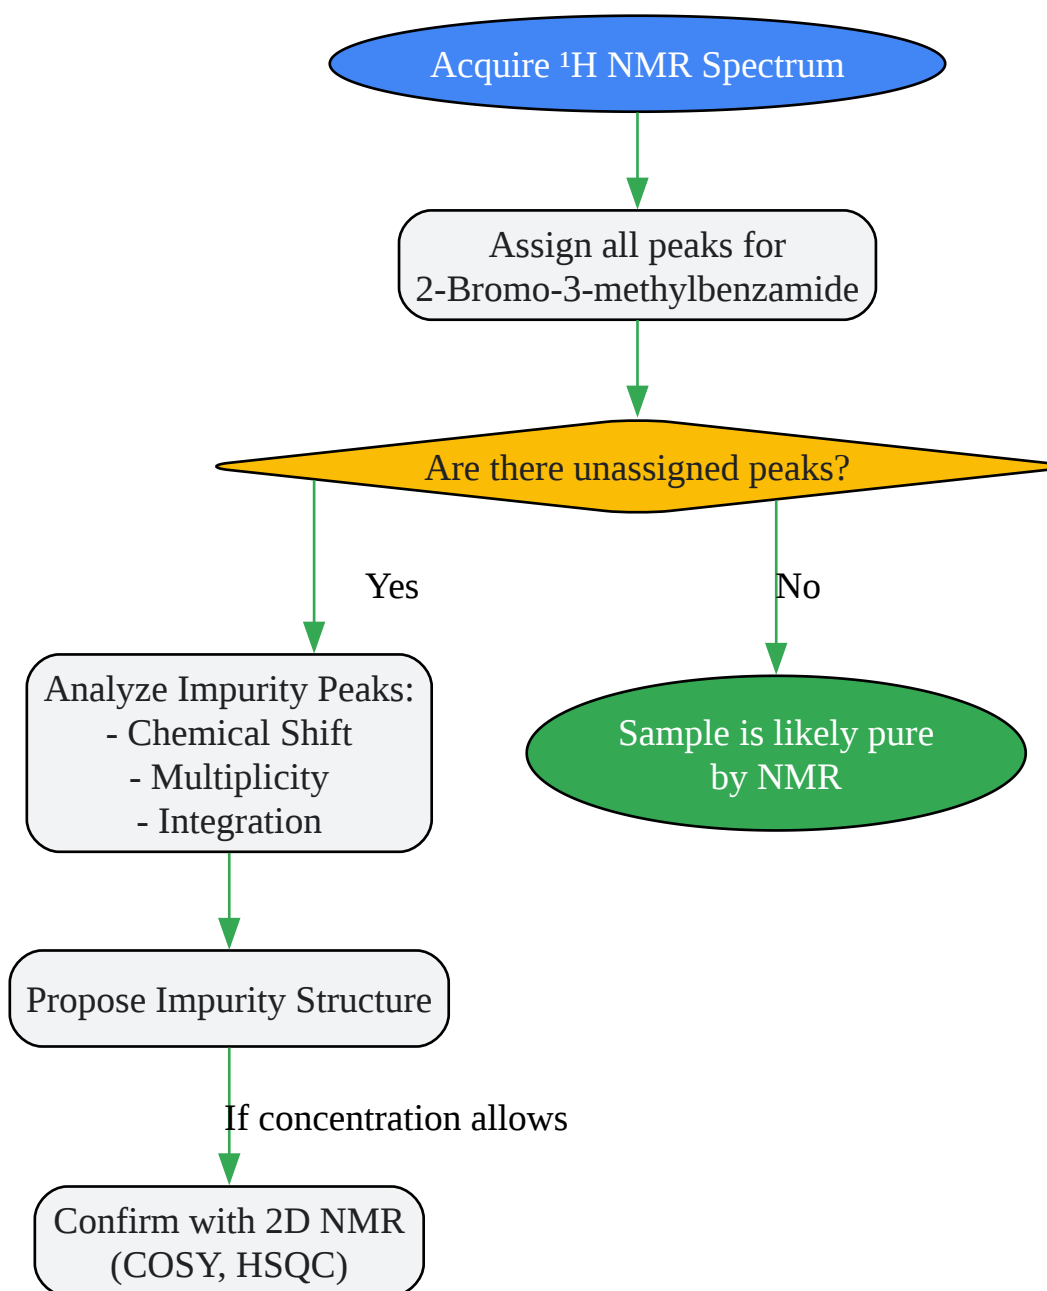 Acquire ¹H NMR Spectrum
Assign all peaks for
2-Bromo-3-methylbenzamide
Are there unassigned peaks?
Yes
No
Analyze Impurity Peaks:
- Chemical Shift
- Multiplicity
- Integration
Sample is likely pure
by NMR
Propose Impurity Structure
If concentration allows
Confirm with 2D NMR
(COSY, HSQC)